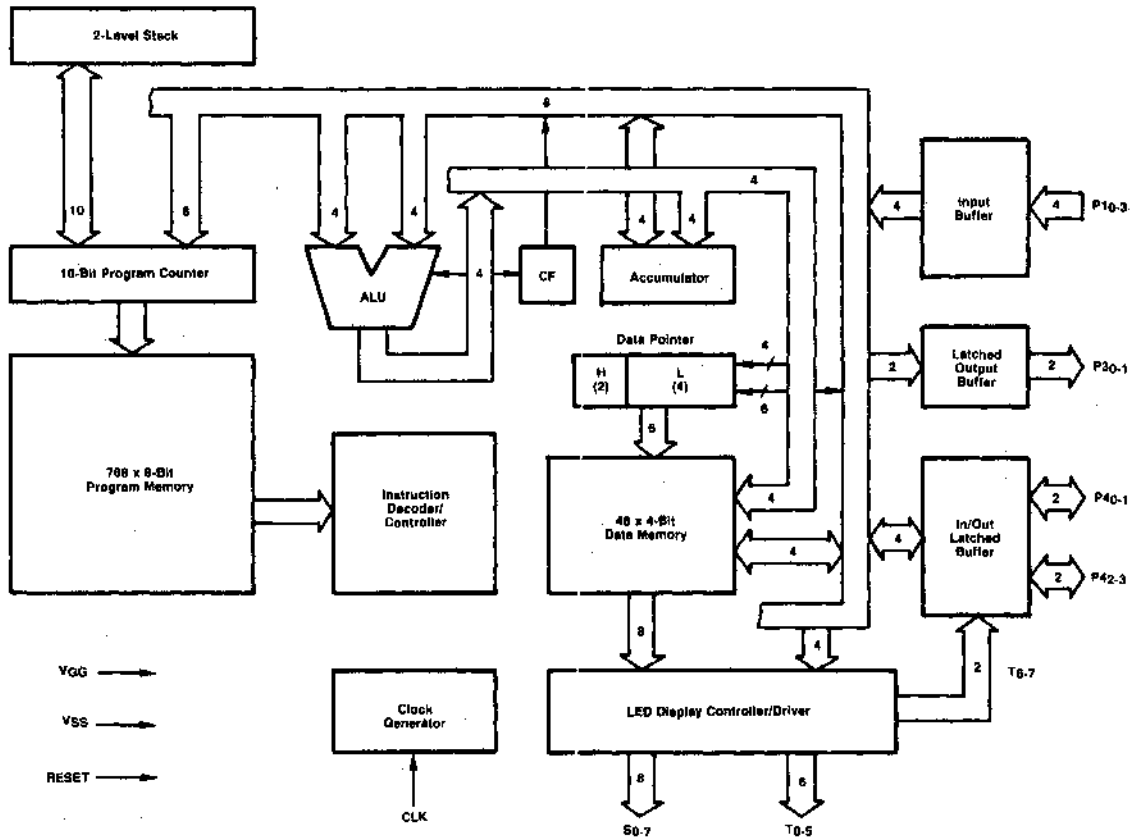 2-Level Stack
8
10
6
4
4
4
4
4
4
Input
Buffer
4
P10-3
10-Bit Program Counter
ALU
4
CF
Accumulator
Data Pointer
H
(2)
L
(4)
4
6
6
2
Latched
Output
Buffer
2
P30-1
768 x 8-Bit
Program Memory
Instruction
Decoder/
Controller
48 x 4-Bit
Data Memory
4
4
4
In/Out
Latched
Buffer
2
P40-1
2
P42-3
8
4
2
T6-7
VGG
VSS
RESET
Clock
Generator
CLK
LED Display Controller/Driver
8
6
S0-7
T0-5